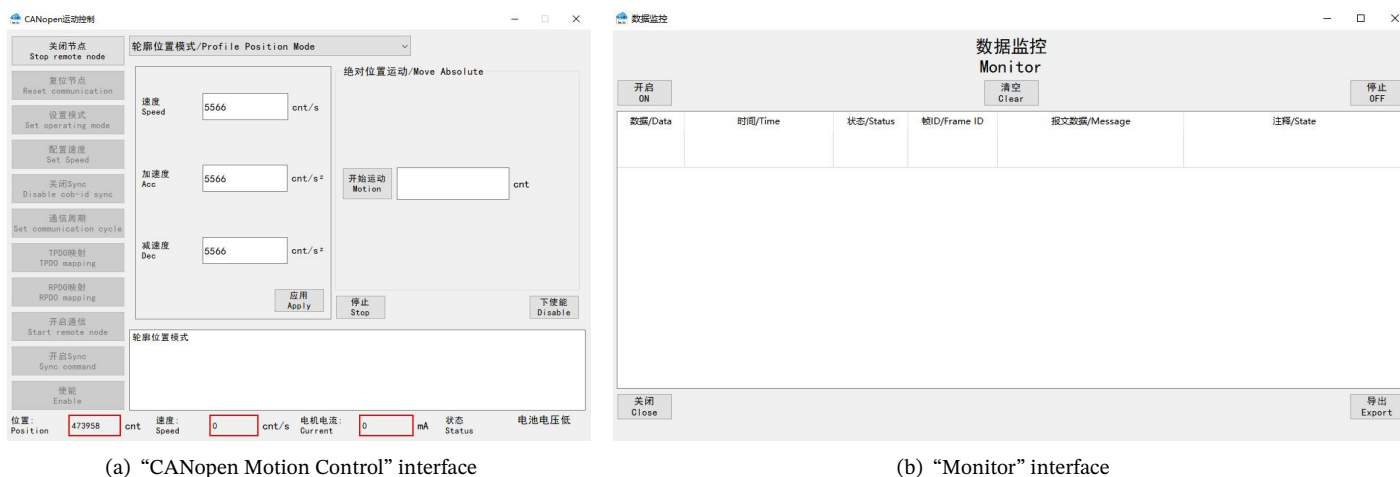 CANopen运动控制
关闭节点
Stop remote node
复位节点
Reset communication
设置模式
Set operating mode
配置速度
Set Speed
关闭Sync
Disable cob-id sync
通信周期
Set communication cycle
TPDO映射
TPDO mapping
RPDO映射
RPDO mapping
开启通信
Start remote node
开启Sync
Sync command
使能
Enable
轮廓位置模式/Profile Position Mode
速度
Speed
5566
cnt/s
加速度
Acc
5566
cnt/s²
减速度
Dec
5566
cnt/s²
应用
Apply
绝对位置运动/Move Absolute
开始运动
Motion
cnt
停止
Stop
下使能
Disable
轮廓位置模式
位置:
Position
473958
cnt
速度:
Speed
0
cnt/s
电机电流:
Current
0
mA
状态
Status
电池电压低
(a) “CANopen Motion Control” interface
数据监控
数据监控
Monitor
开启
ON
清空
Clear
停止
OFF
数据/Data 时间/Time 状态/Status 帧ID/Frame ID 报文数据/Message 注释/State
关闭
Close
导出
Export
(b) “Monitor” interface